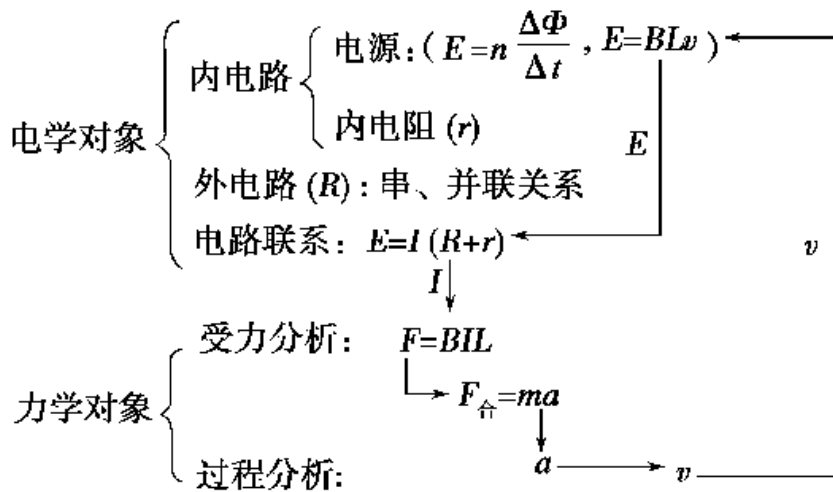 电源：(E=n ΔΦ/Δt , E=BLv)
内电路
内电阻 (r)
电学对象
E
外电路 (R)：串、并联关系
电路联系：E=I(R+r)
v
I
受力分析： F=BIL
力学对象
F合=ma
过程分析: a v